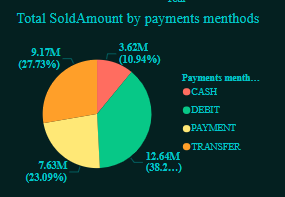 Total SoldAmount by payments menthods
9.17M
(27.73%)
3.62M
(10.94%)
Payments menth...
CASH
DEBIT
PAYMENT
TRANSFER
7.63M
(23.09%)
12.64M
(38.2...)